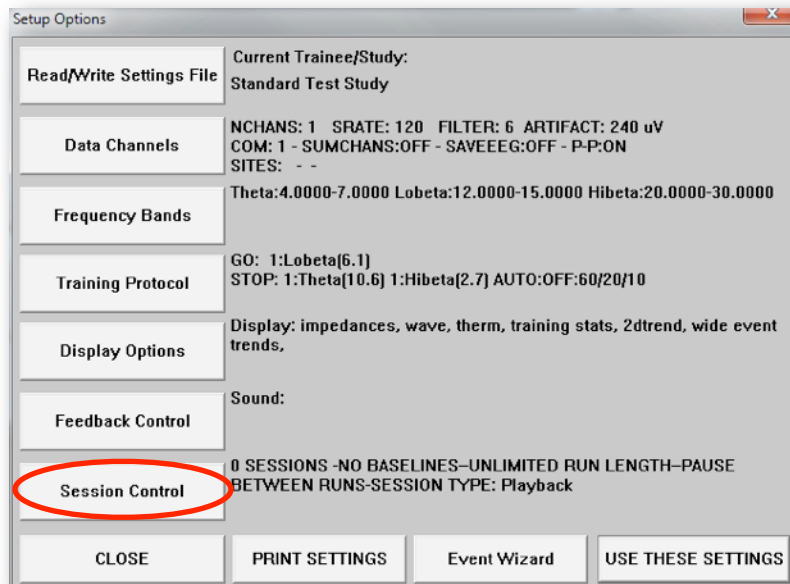 Setup Options
Read/Write Settings File
Current Trainee/Study:
Standard Test Study
Data Channels
NCHANS: 1 SRATE: 120 FILTER: 6 ARTIFACT: 240 uV
COM: 1 - SUMCHANS:OFF - SAVEEEG:OFF - P-P:ON
SITES: - -
Frequency Bands
Theta:4.0000-7.0000 Lobeta:12.0000-15.0000 Hibeta:20.0000-30.0000
Training Protocol
GO: 1:Lobeta(6.1)
STOP: 1:Theta(10.6) 1:Hibeta(2.7) AUTO:OFF:60/20/10
Display Options
Display: impedances, wave, therm, training stats, 2dtrend, wide event
trends,
Feedback Control
Sound:
Session Control
0 SESSIONS -NO BASELINES--UNLIMITED RUN LENGTH--PAUSE
BETWEEN RUNS-SESSION TYPE: Playback
CLOSE
PRINT SETTINGS
Event Wizard
USE THESE SETTINGS